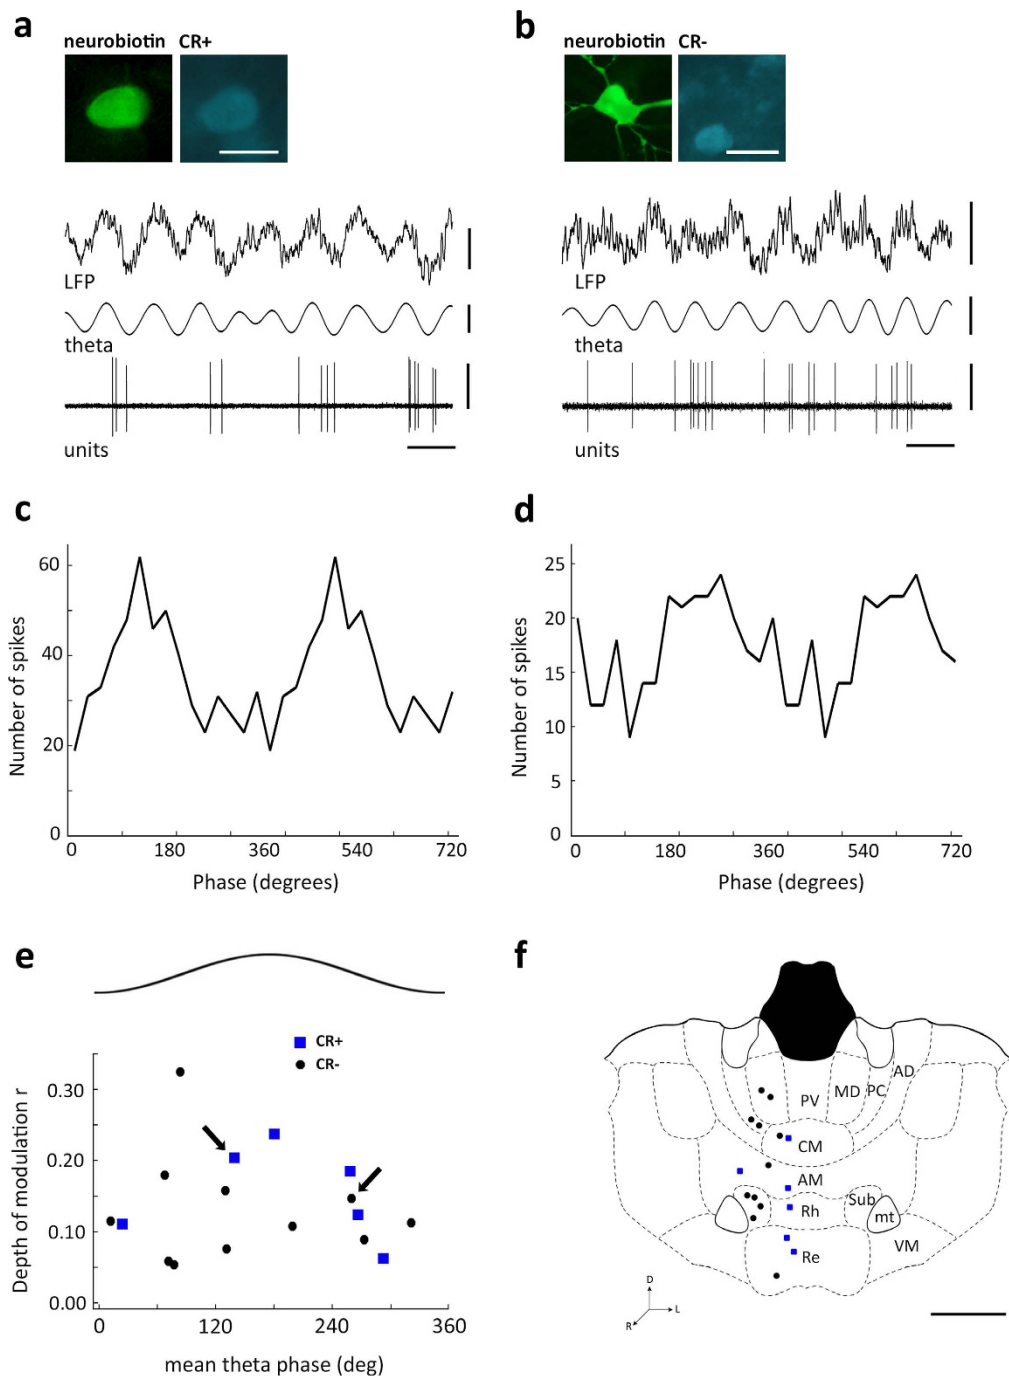 a
neurobiotin CR+
LFP
theta
units
b
neurobiotin CR-
LFP
theta
units
c
60
40
20
0
Number of spikes
0 180 360 540 720
Phase (degrees)
d
25
20
15
10
5
0
Number of spikes
0 180 360 540 720
Phase (degrees)
e
CR+
CR-
0.30
0.20
0.10
0.00
Depth of modulation r
0 120 240 360
mean theta phase (deg)
f
AD
PV MD PC
CM
AM
Sub
Rh mt
VM
Re
D
L
R